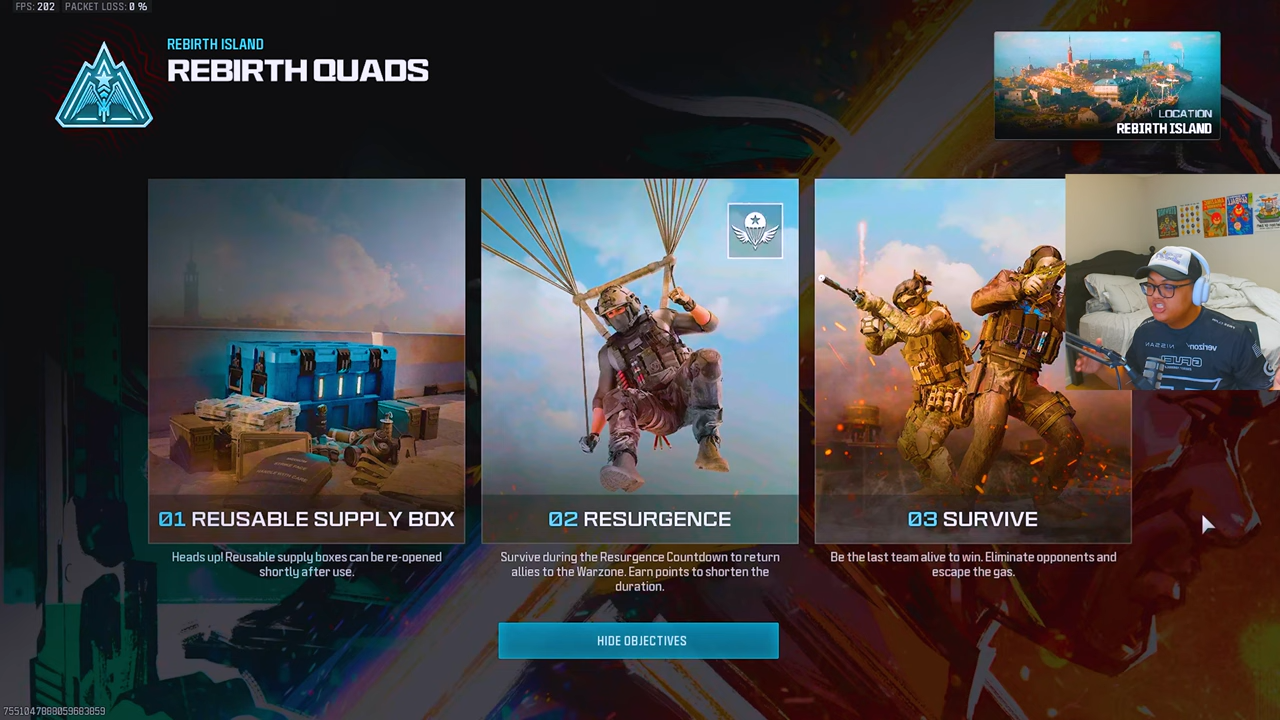 FPS: 202 PACKET LOSS: 0 %
REBIRTH ISLAND
REBIRTH QUADS
LOCATION
REBIRTH ISLAND
01 REUSABLE SUPPLY BOX
Heads up! Reusable supply boxes can be re-opened
shortly after use.
02 RESURGENCE
Survive during the Resurgence Countdown to return
allies to the Warzone. Earn points to shorten the
duration.
03 SURVIVE
Be the last team alive to win. Eliminate opponents and
escape the gas.
verizon
NISSAN
HIDE OBJECTIVES
7551047888059683859